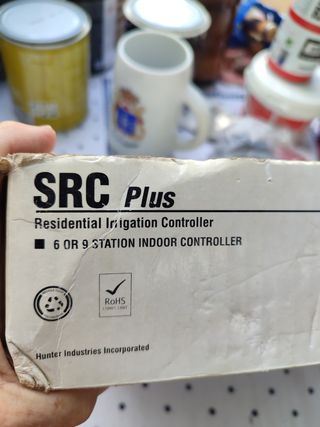 SRC Plus
Residential Irrigation Controller
■ 6 OR 9 STATION INDOOR CONTROLLER
RoHS
Hunter Industries Incorporated